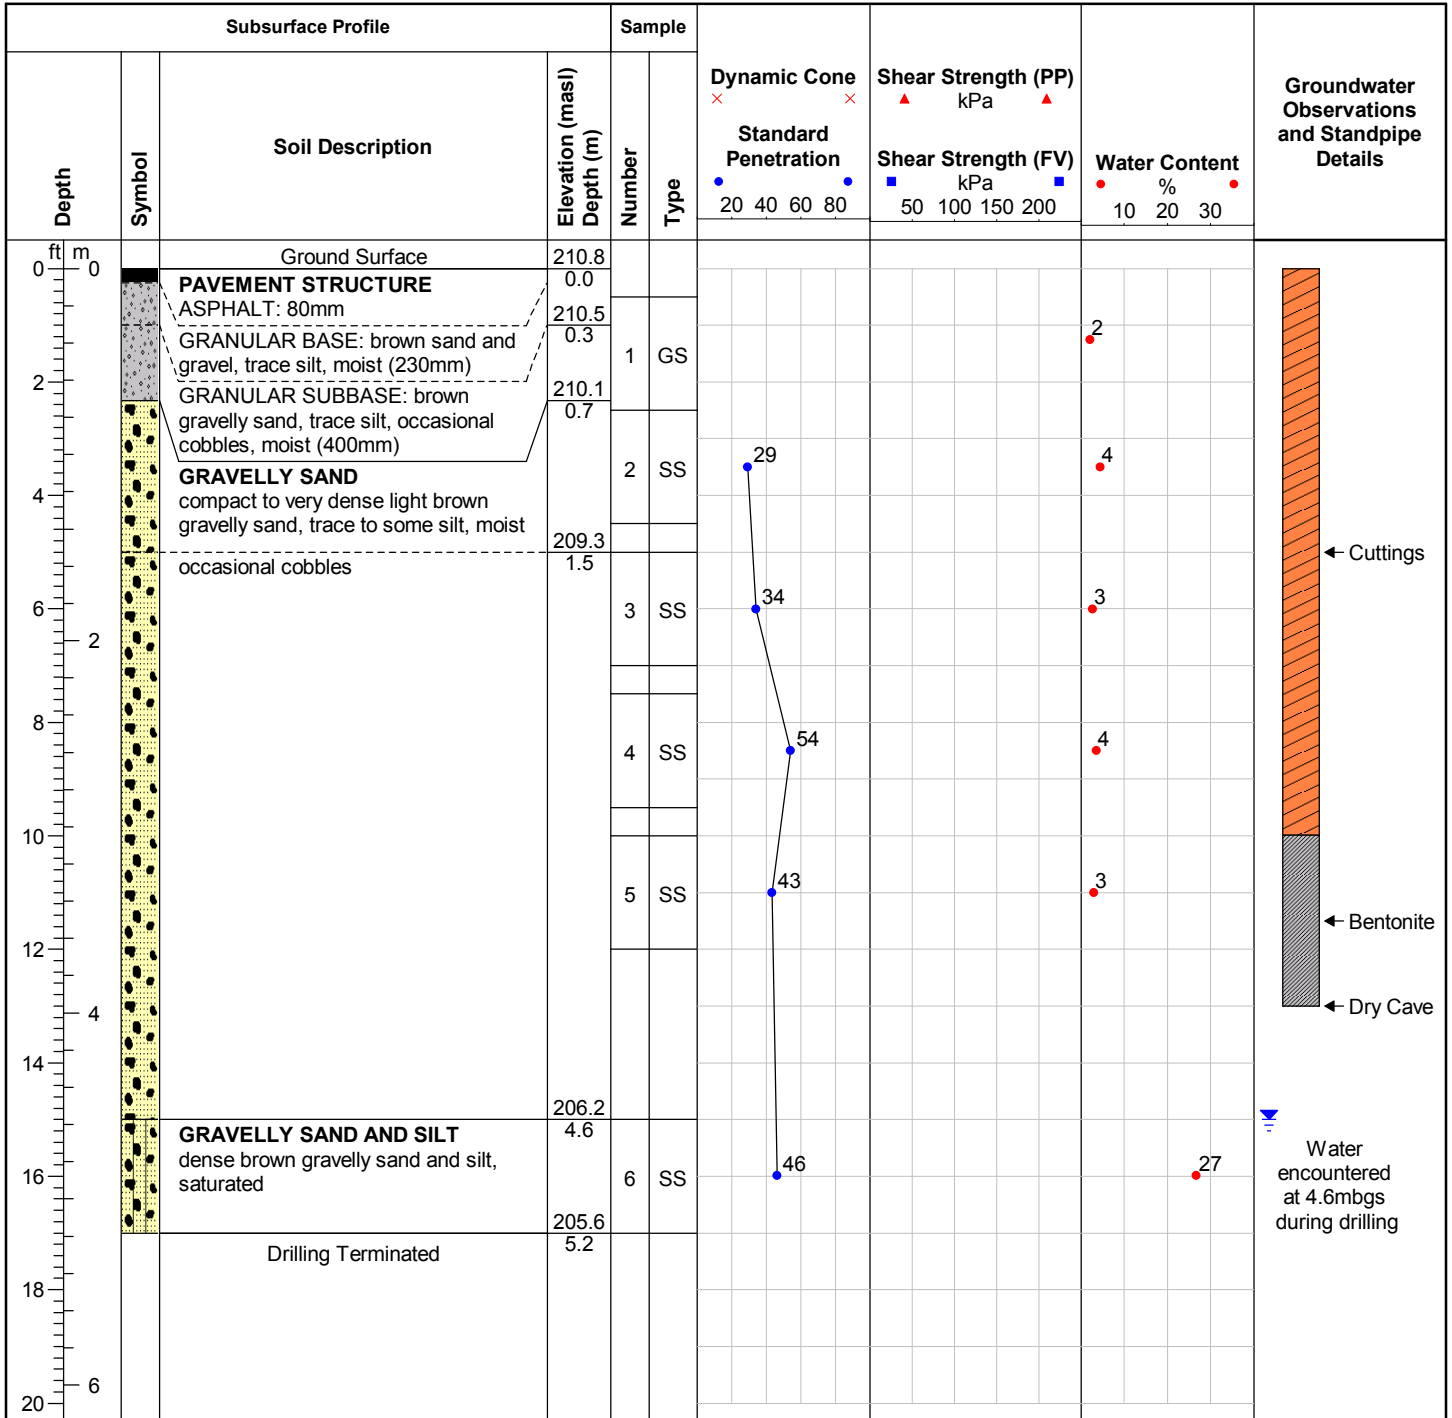 Subsurface Profile
Sample
Depth
Symbol
Soil Description
Elevation (masl)
Depth (m)
Number
Type
Dynamic Cone
Standard
Penetration
20 40 60 80
Shear Strength (PP)
kPa
Shear Strength (FV)
kPa
50 100 150 200
Water Content
%
10 20 30
Groundwater
Observations
and Standpipe
Details
ft m
Ground Surface
210.8
0 0
0.0
PAVEMENT STRUCTURE
ASPHALT: 80mm
210.5
0.3
GRANULAR BASE: brown sand and
gravel, trace silt, moist (230mm)
1 GS
2
2
GRANULAR SUBBASE: brown
gravelly sand, trace silt, occasional
cobbles, moist (400mm)
210.1
0.7
GRAVELLY SAND
compact to very dense light brown
gravelly sand, trace to some silt, moist
2 SS
29
4
4
209.3
1.5
occasional cobbles
Cuttings
6
2
3 SS
34
3
8
4 SS
54
4
10
5 SS
43
3
Bentonite
12
4
Dry Cave
14
206.2
4.6
GRAVELLY SAND AND SILT
dense brown gravelly sand and silt,
saturated
16
6 SS
46
27
Water
encountered
at 4.6mbgs
during drilling
205.6
5.2
Drilling Terminated
18
6
20